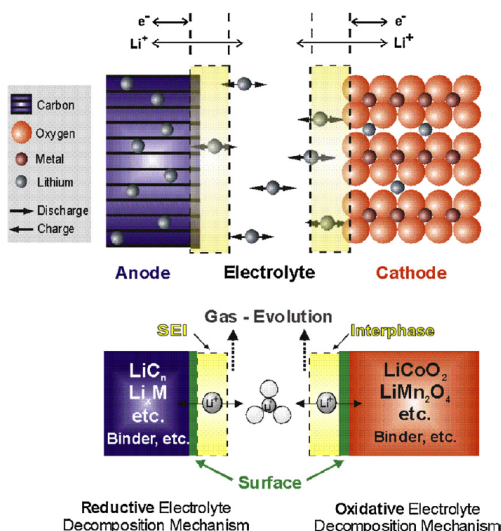 e-
e-
Li+
Li+
Carbon
Oxygen
Metal
Lithium
Discharge
Charge
Anode
Electrolyte
Cathode
Gas - Evolution
SEI
Interphase
LiCn
LixM
etc.
Binder, etc.
Li+
Li+
Li+
LiCoO2
LiMn2O4
etc.
Binder, etc.
Surface
Reductive Electrolyte
Decomposition Mechanism
Oxidative Electrolyte
Decomposition Mechanism